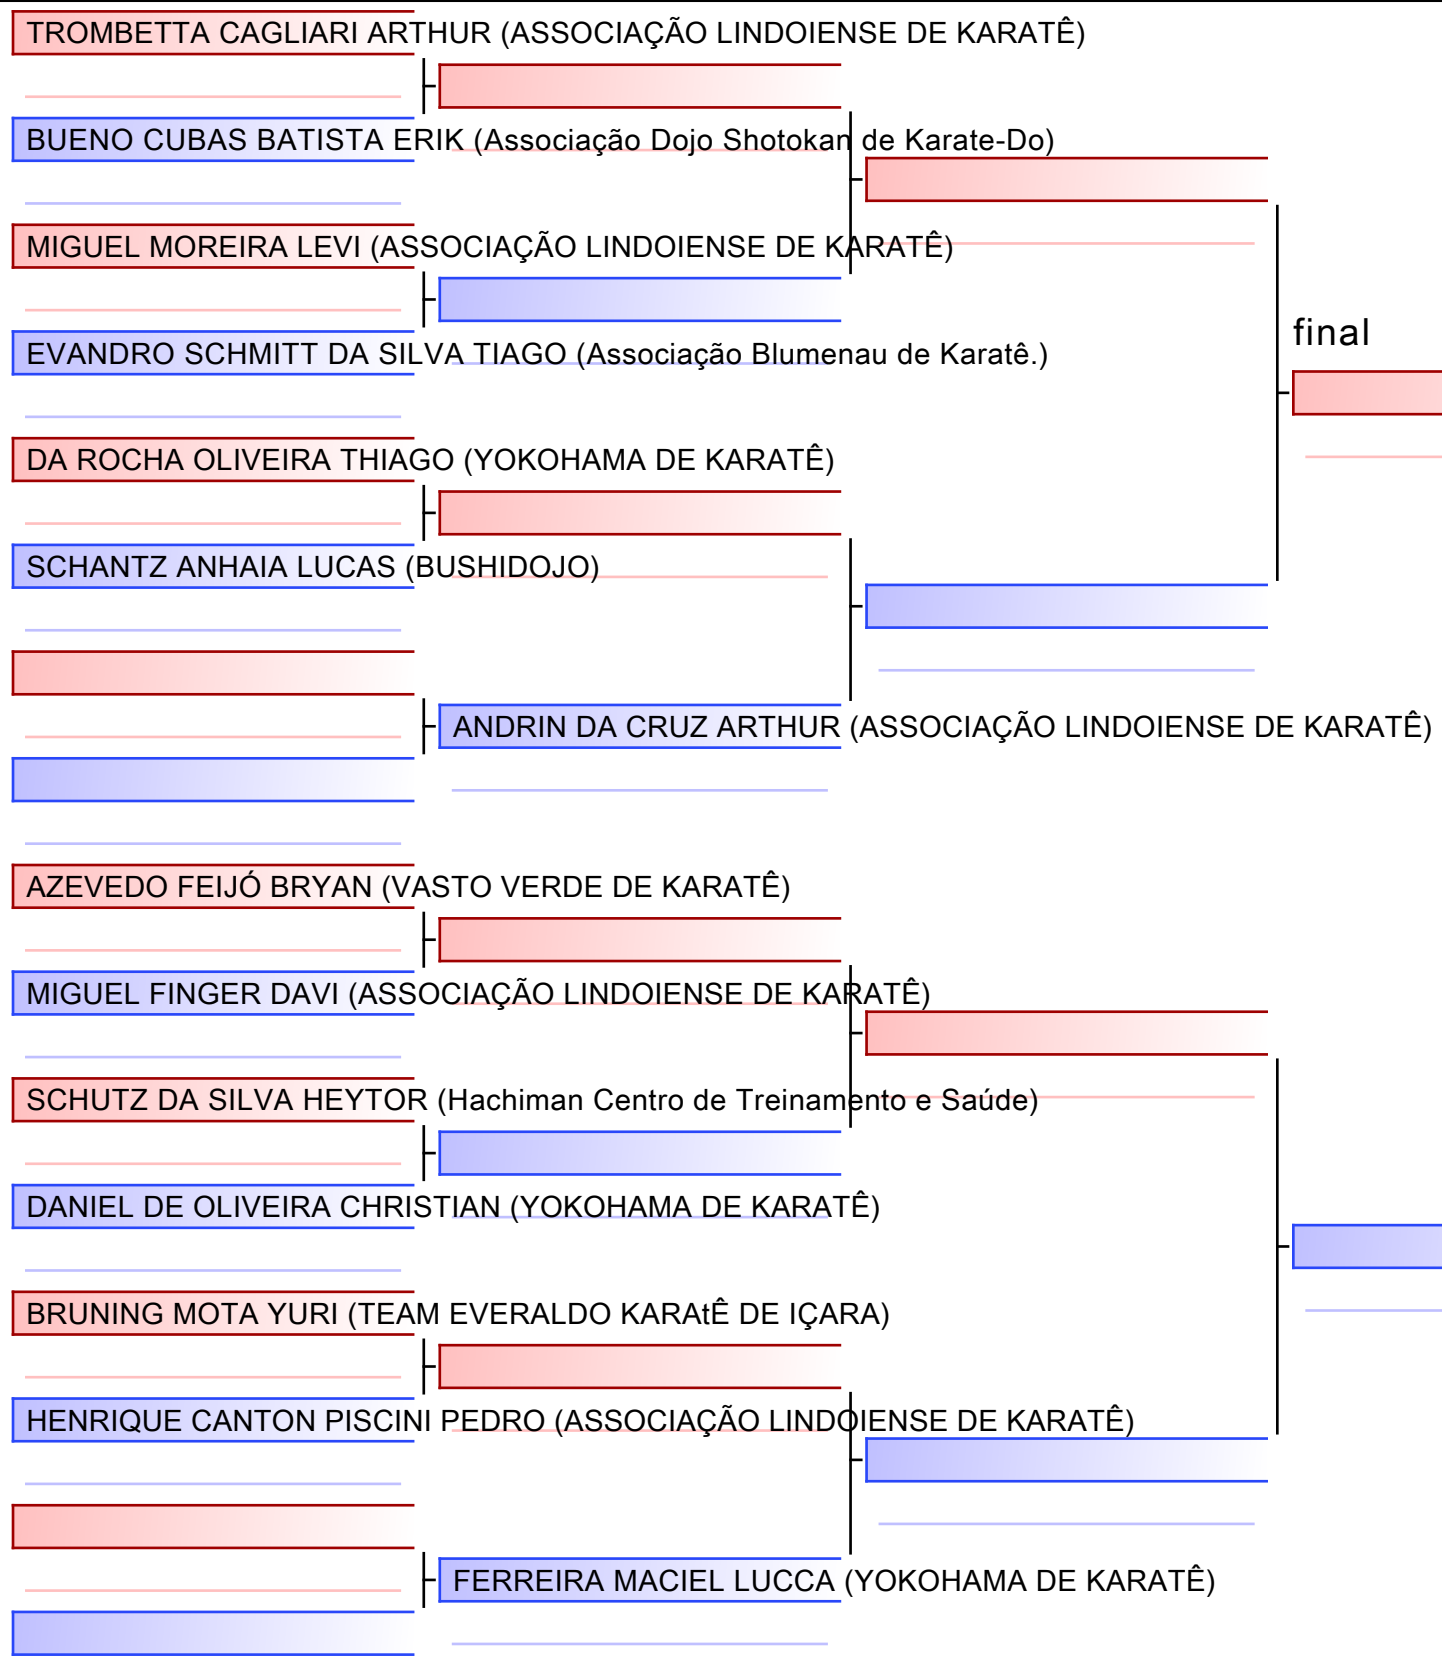 TROMBETTA CAGLIARI ARTHUR (ASSOCIAÇÃO LINDOIENSE DE KARATÊ)
BUENO CUBAS BATISTA ERIK (Associação Dojo Shotokan de Karate-Do)
MIGUEL MOREIRA LEVI (ASSOCIAÇÃO LINDOIENSE DE KARATÊ)
final
EVANDRO SCHMITT DA SILVA TIAGO (Associação Blumenau de Karatê.)
DA ROCHA OLIVEIRA THIAGO (YOKOHAMA DE KARATÊ)
SCHANTZ ANHAIA LUCAS (BUSHIDOJO)
ANDRIN DA CRUZ ARTHUR (ASSOCIAÇÃO LINDOIENSE DE KARATÊ)
AZEVEDO FEIJÓ BRYAN (VASTO VERDE DE KARATÊ)
MIGUEL FINGER DAVI (ASSOCIAÇÃO LINDOIENSE DE KARATÊ)
SCHUTZ DA SILVA HEYTOR (Hachiman Centro de Treinamento e Saúde)
DANIEL DE OLIVEIRA CHRISTIAN (YOKOHAMA DE KARATÊ)
BRUNING MOTA YURI (TEAM EVERALDO KARAtÊ DE IÇARA)
HENRIQUE CANTON PISCINI PEDRO (ASSOCIAÇÃO LINDOIENSE DE KARATÊ)
FERREIRA MACIEL LUCCA (YOKOHAMA DE KARATÊ)